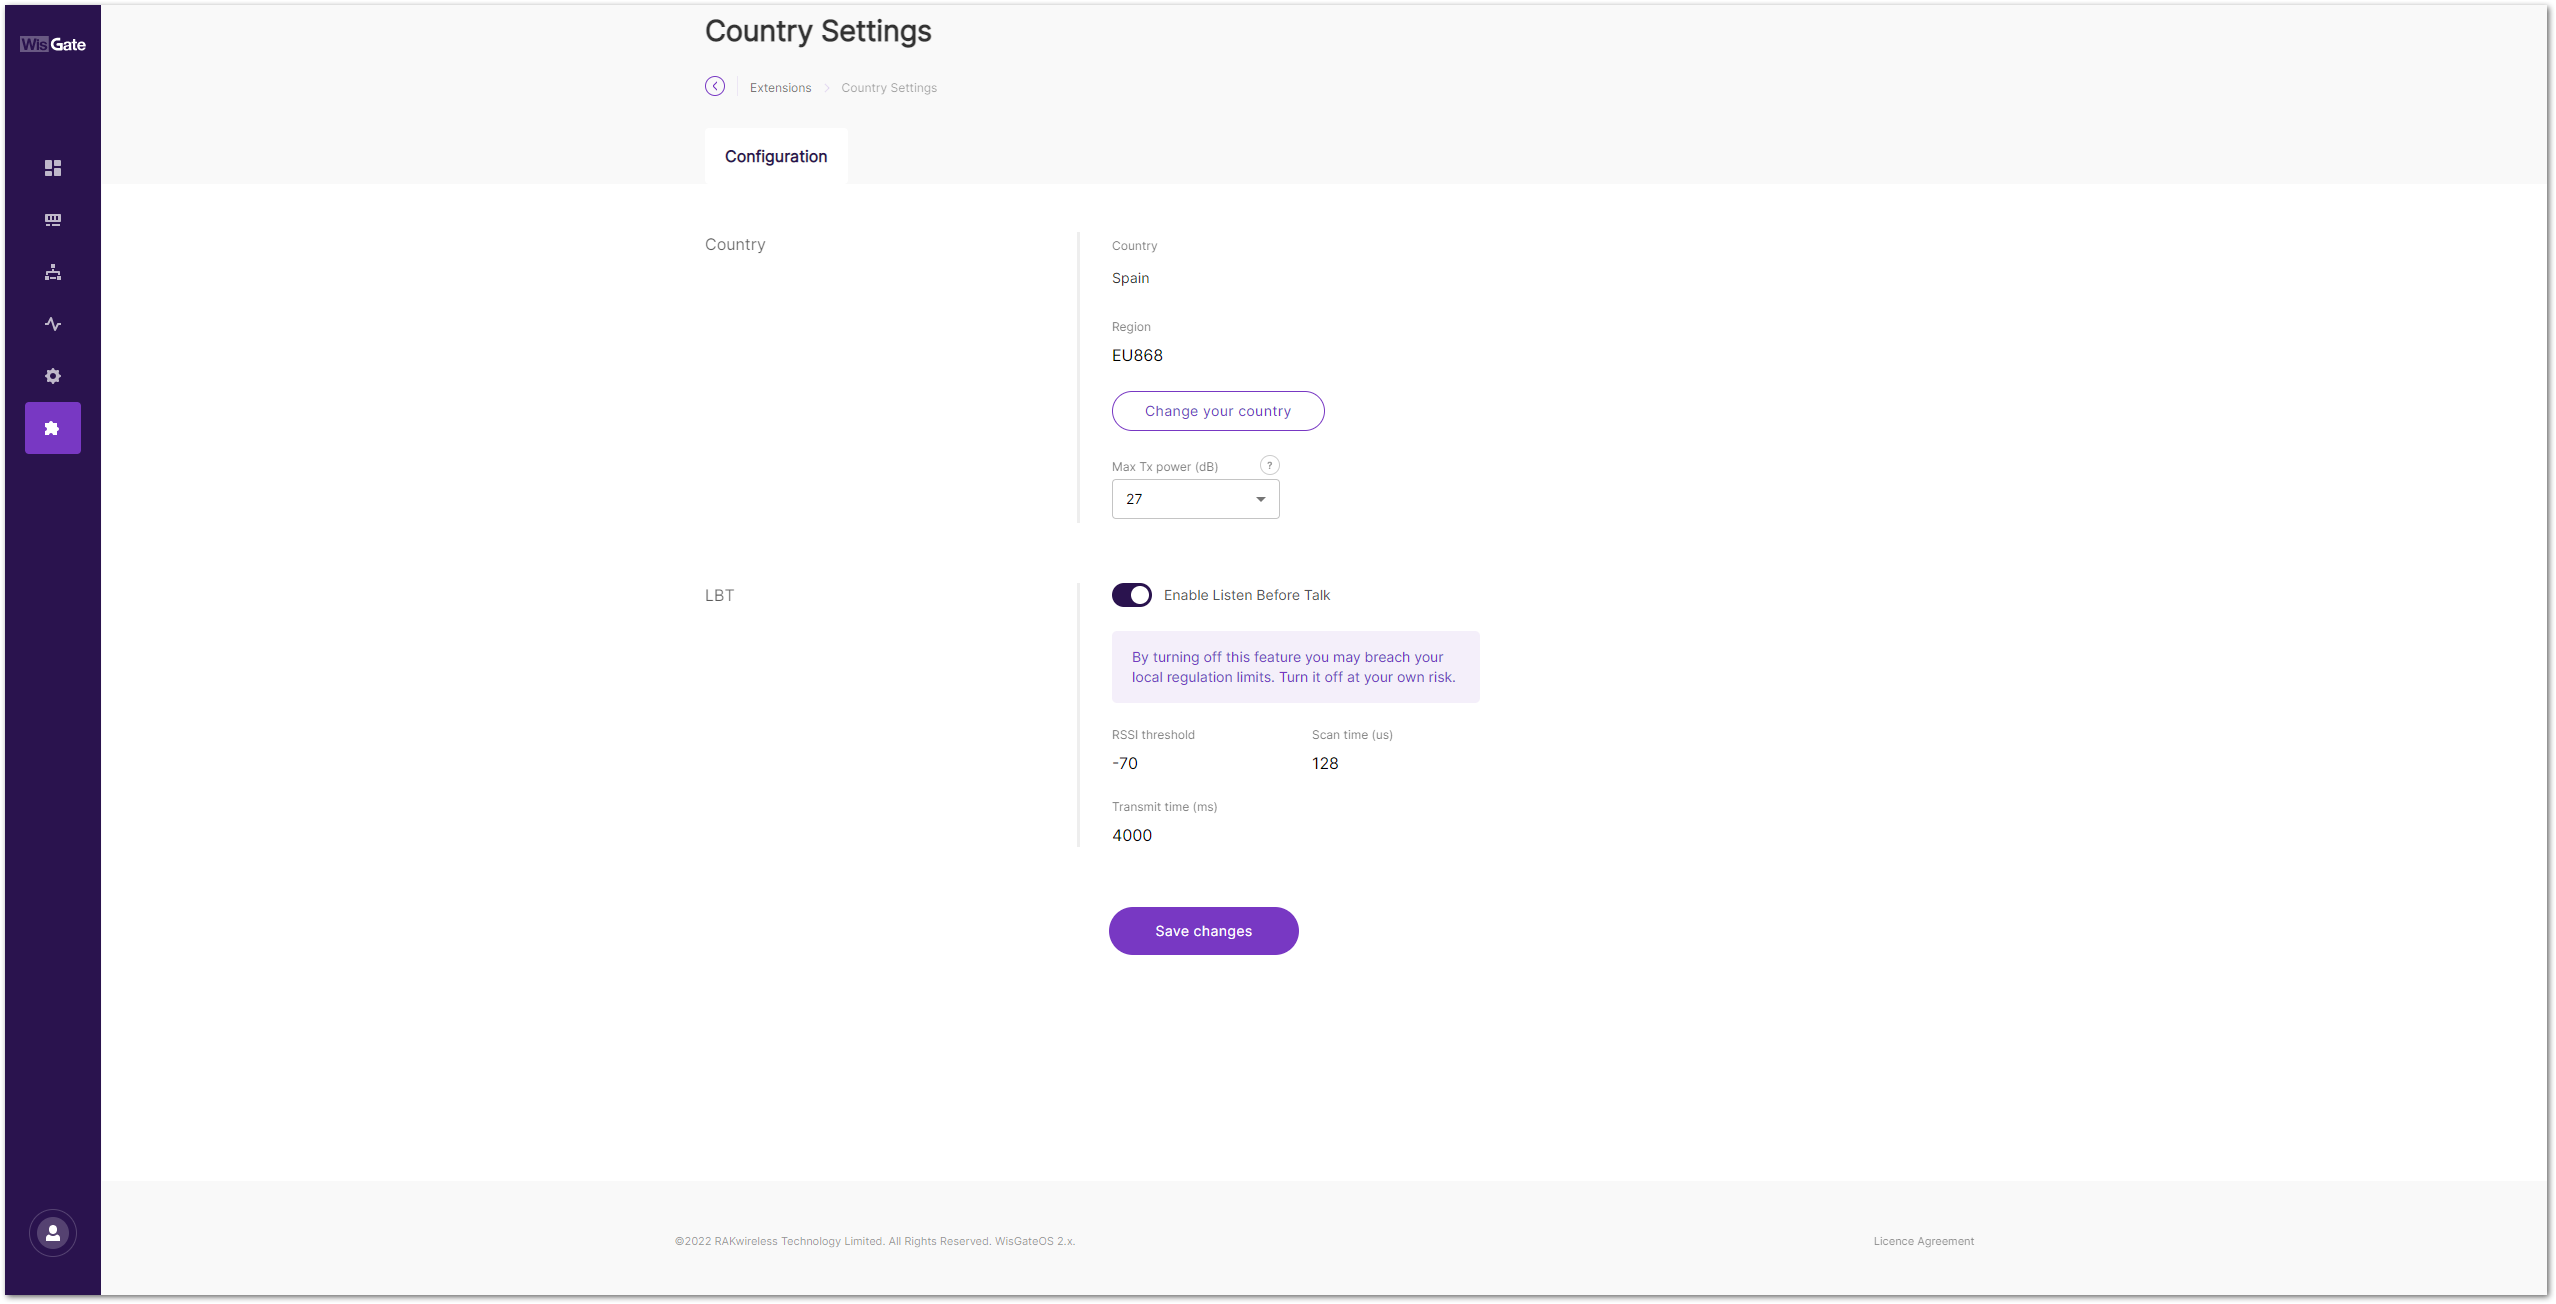 WisGate
Country Settings
Extensions
Country Settings
Configuration
Country
Country
Spain
Region
EU868
Change your country
Max Tx power (dB)
?
27
LBT
Enable Listen Before Talk
By turning off this feature you may breach your
local regulation limits. Turn it off at your own risk.
RSSI threshold
Scan time (us)
-70
128
Transmit time (ms)
4000
Save changes
©2022 RAKwireless Technology Limited. All Rights Reserved. WisGateOS 2.x.
Licence Agreement